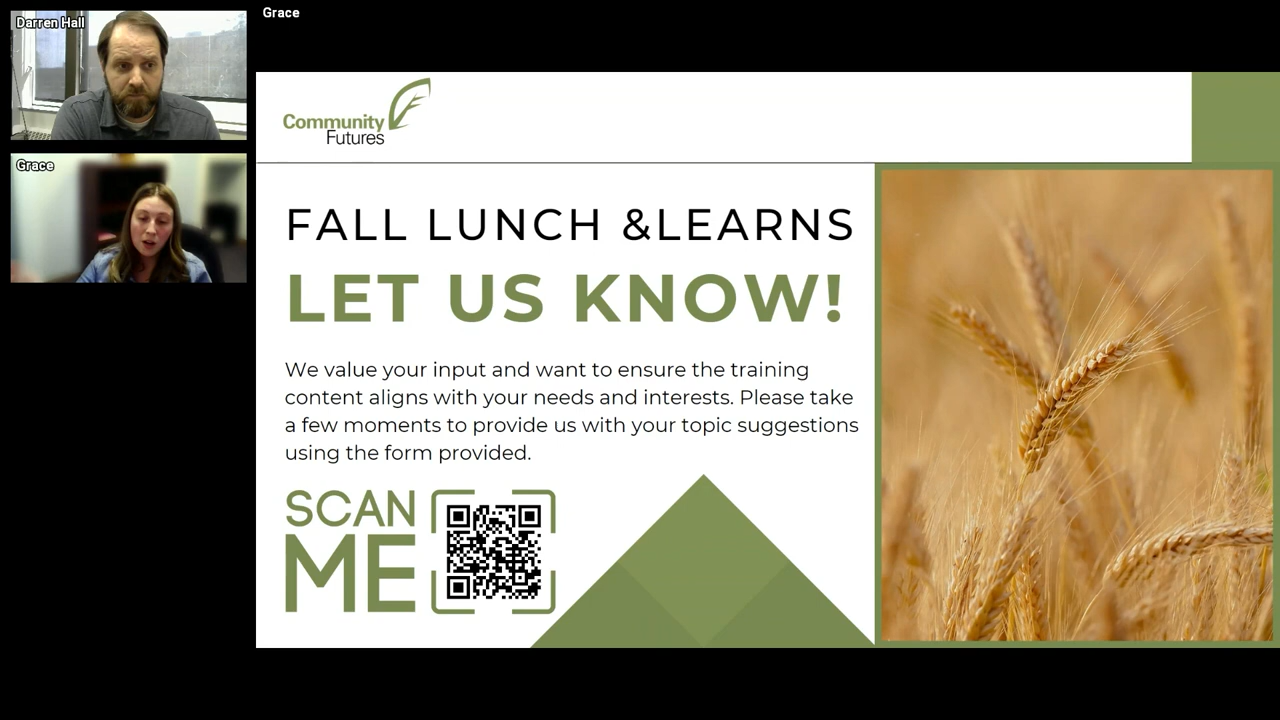 Darren Hall
Grace
Grace
Community
Futures
FALL LUNCH &LEARNS
LET US KNOW!
We value your input and want to ensure the training
content aligns with your needs and interests. Please take
a few moments to provide us with your topic suggestions
using the form provided.
SCAN
ME